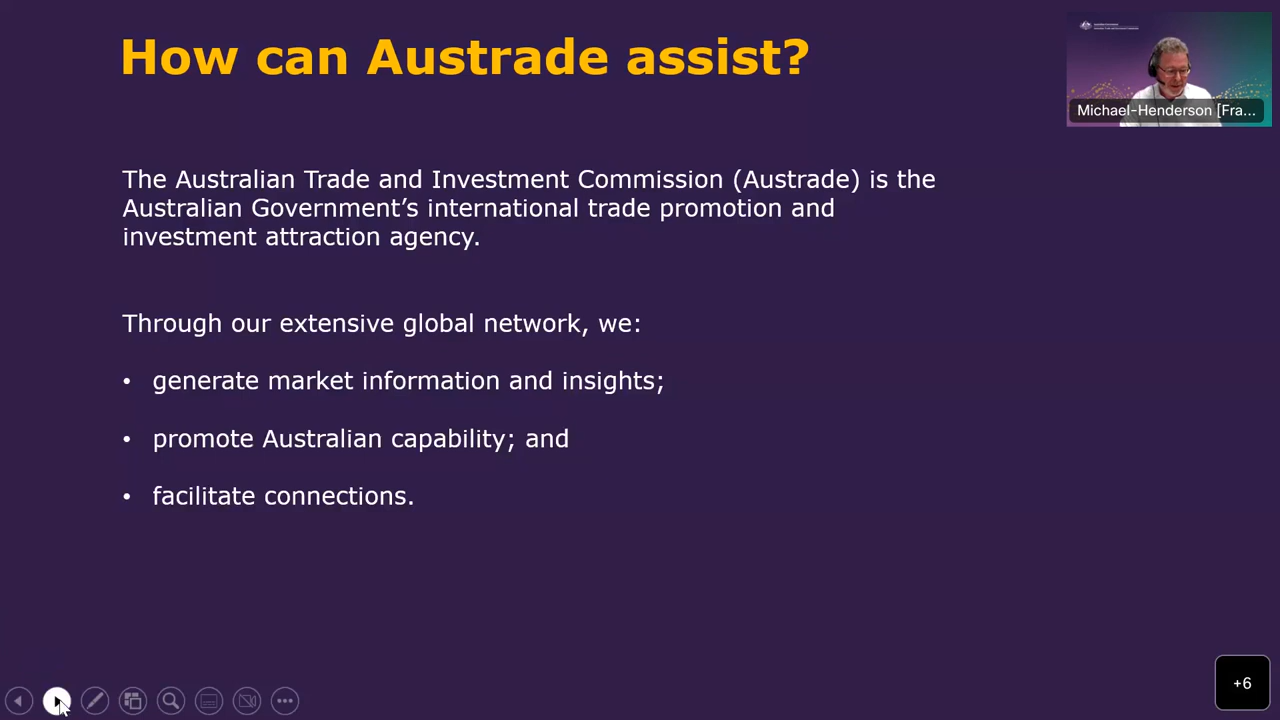 How can Austrade assist?
Michael-Henderson [Fra...
The Australian Trade and Investment Commission (Austrade) is the
Australian Government’s international trade promotion and
investment attraction agency.
Through our extensive global network, we:
• generate market information and insights;
• promote Australian capability; and
• facilitate connections.
+6